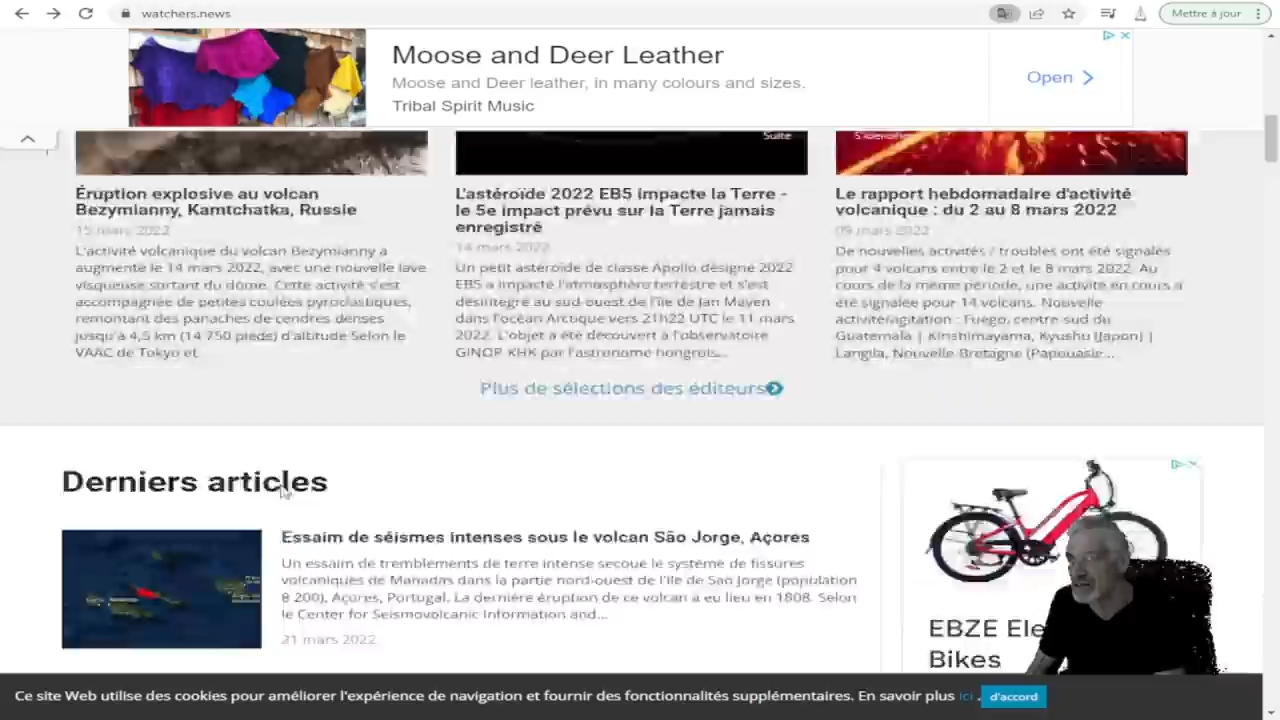 watchers.news
Mettre à jour
Moose and Deer Leather
Moose and Deer leather, in many colours and sizes.
Tribal Spirit Music
Open
Suite
Éruption explosive au volcan
Bezymianny, Kamtchatka, Russie
15 mars 2022
L'activité volcanique du volcan Bezymianny a
augmenté le 14 mars 2022, avec une nouvelle lave
visqueuse sortant du dôme. Cette activité s'est
accompagnée de petites coulées pyroclastiques,
remontant des panaches de cendres denses
jusqu'à 4,5 km (14 750 pieds) d'altitude Selon le
VAAC de Tokyo et
L'astéroïde 2022 EB5 impacte la Terre -
le 5e impact prévu sur la Terre jamais
enregistré
14 mars 2022
Un petit astéroïde de classe Apollo désigné 2022
EB5 a impacté l'atmosphère terrestre et s'est
désintégré au sud-ouest de l'île de Jan Mayen
dans l'océan Arctique vers 21h22 UTC le 11 mars
2022. L'objet a été découvert à l'observatoire
GINOP KHK par l'astronome hongrois...
Le rapport hebdomadaire d'activité
volcanique : du 2 au 8 mars 2022
09 mars 2022
De nouvelles activités / troubles ont été signalés
pour 4 volcans entre le 2 et le 8 mars 2022. Au
cours de la même période, une activité en cours a
été signalée pour 14 volcans. Nouvelle
activité/agitation : Fuego, centre-sud du
Guatemala | Kirishimayama, Kyushu (Japon) |
Langila, Nouvelle-Bretagne (Papouasie...
Plus de sélections des éditeurs
Derniers articles
Essaim de séismes intenses sous le volcan São Jorge, Açores
Un essaim de tremblements de terre intense secoue le système de fissures
volcaniques de Manadas dans la partie nord-ouest de l'île de São Jorge (population
8 200), Açores, Portugal. La dernière éruption de ce volcan a eu lieu en 1808. Selon
le Center for Seismovolcanic Information and...
21 mars 2022
EBZE Ele
Bikes
Ce site Web utilise des cookies pour améliorer l'expérience de navigation et fournir des fonctionnalités supplémentaires. En savoir plus ici .
d'accord